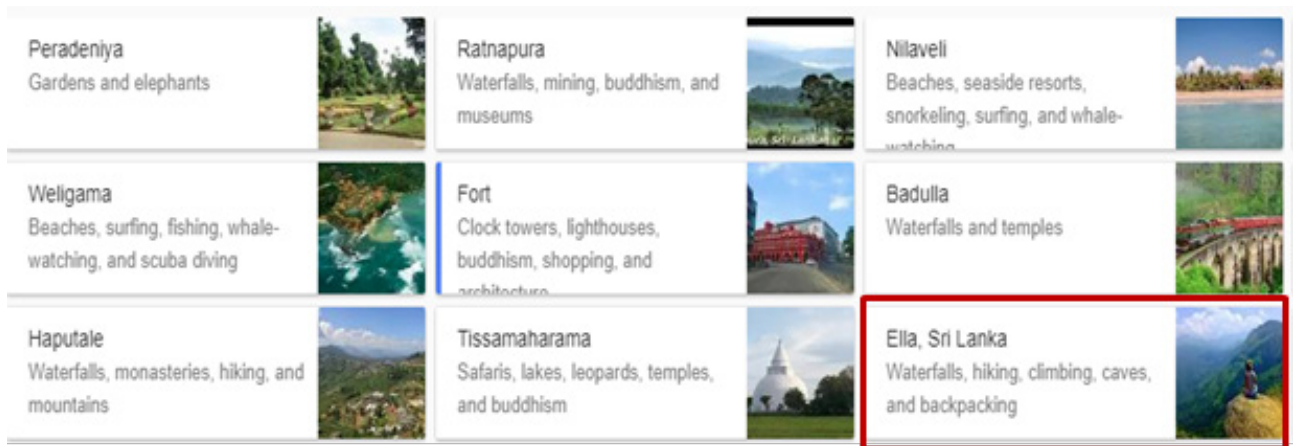 Peradeniya
Gardens and elephants
Ratnapura
Waterfalls, mining, buddhism, and
museums
Nilaveli
Beaches, seaside resorts,
snorkeling, surfing, and whale-
watching
Weligama
Beaches, surfing, fishing, whale-
watching, and scuba diving
Fort
Clock towers, lighthouses,
buddhism, shopping, and
architecture
Badulla
Waterfalls and temples
Haputale
Waterfalls, monasteries, hiking, and
mountains
Tissamaharama
Safaris, lakes, leopards, temples,
and buddhism
Ella, Sri Lanka
Waterfalls, hiking, climbing, caves,
and backpacking